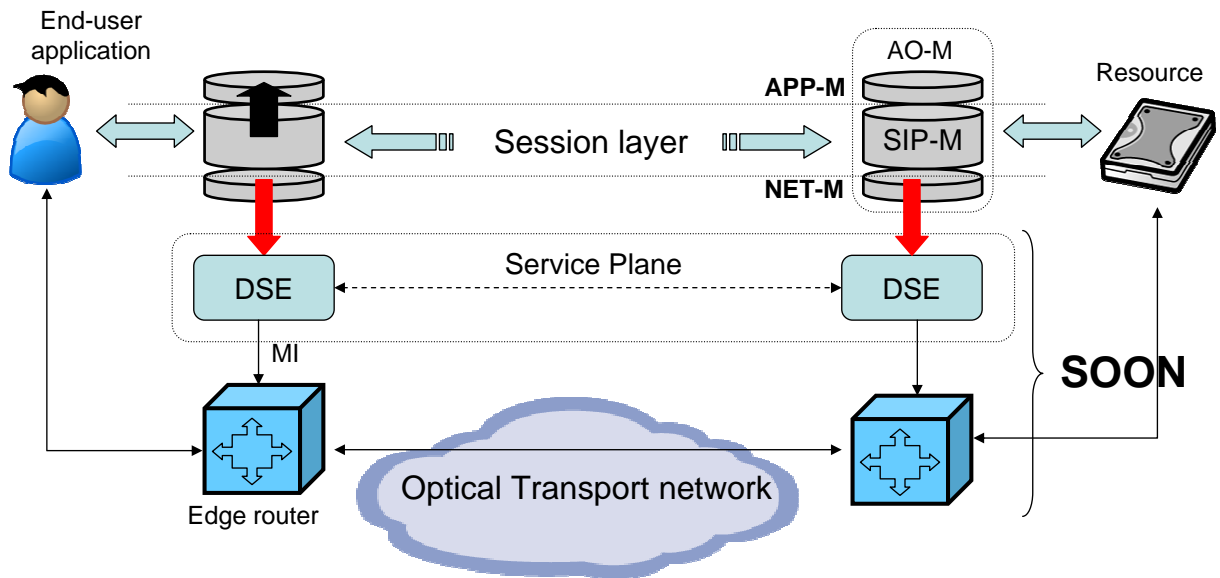 End-user
application
AO-M
APP-M
Resource
Session layer
SIP-M
NET-M
Service Plane
DSE
DSE
MI
SOON
Optical Transport network
Edge router